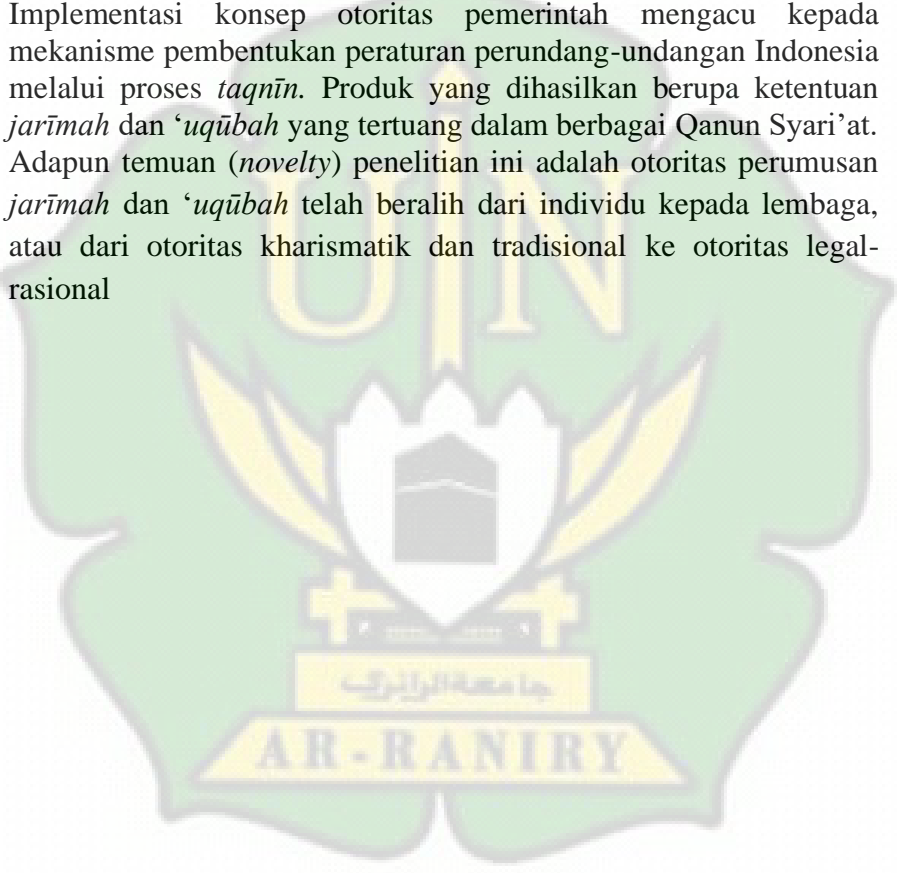 Implementasi konsep otoritas pemerintah mengacu kepada
mekanisme pembentukan peraturan perundang-undangan Indonesia
melalui proses taqnīn. Produk yang dihasilkan berupa ketentuan
jarīmah dan ‘uqūbah yang tertuang dalam berbagai Qanun Syari’at.
Adapun temuan (novelty) penelitian ini adalah otoritas perumusan
jarīmah dan ‘uqūbah telah beralih dari individu kepada lembaga,
atau dari otoritas kharismatik dan tradisional ke otoritas legal-
rasional
UIN
جامعة الرانري
AR-RANIRY